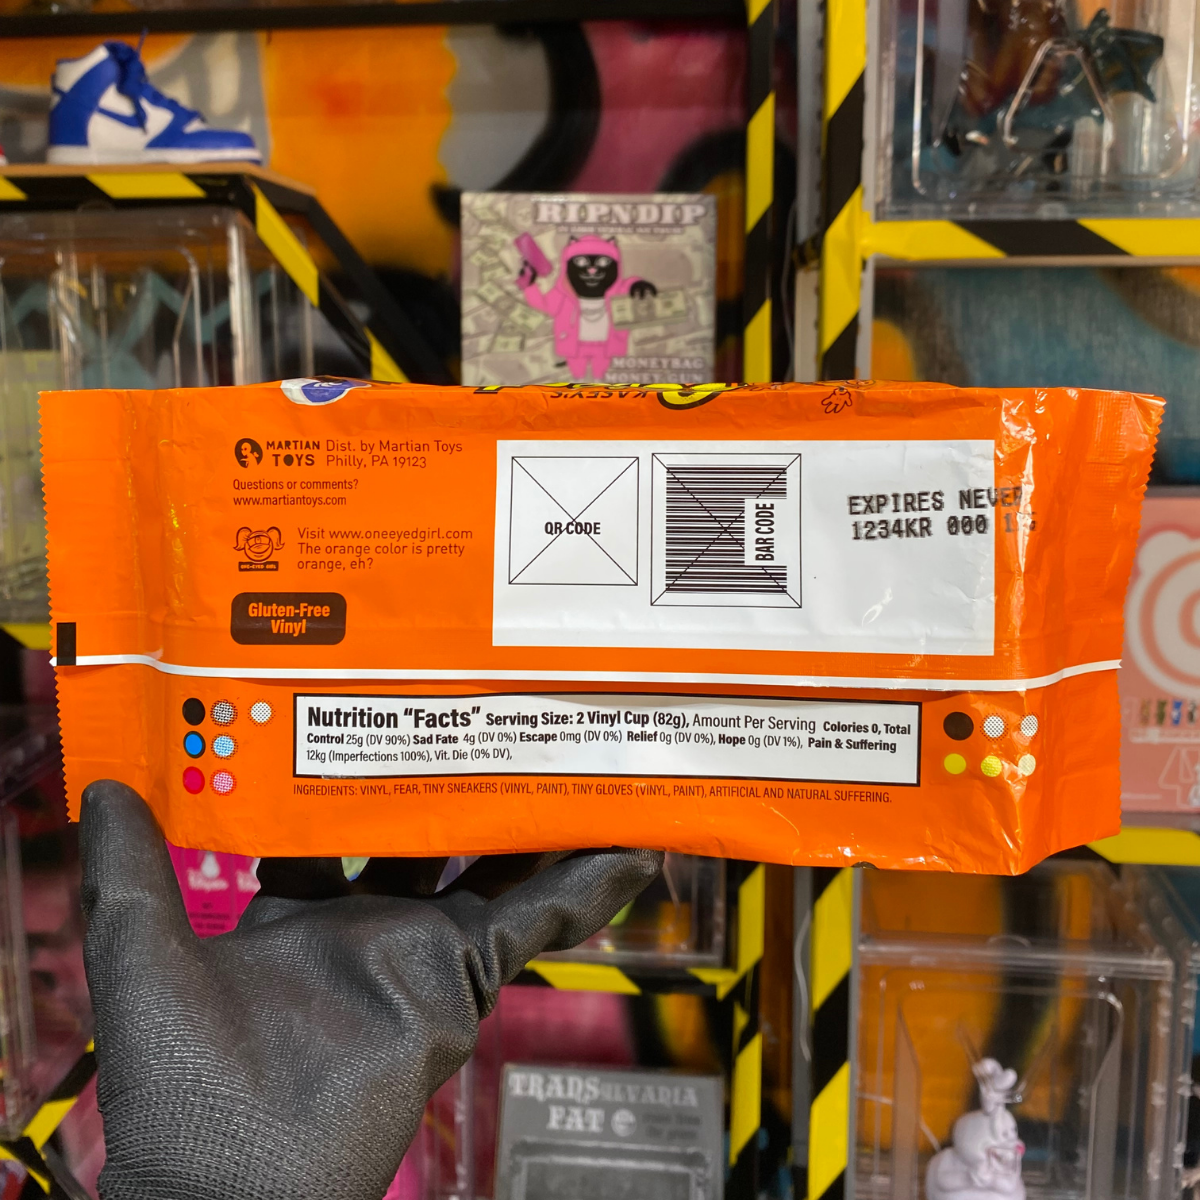 RIPNDIP
MONEYBAG
MONEY GUN
KASEY'S
MARTIAN
TOYS
Dist. by Martian Toys
Philly, PA 19123
Questions or comments?
www.martiantoys.com
Visit www.oneeyedgirl.com
The orange color is pretty
orange, eh?
ONE-EYED GIRL
Gluten-Free
Vinyl
QR CODE
BAR CODE
EXPIRES NEVER
1234KR 000
Nutrition “Facts” Serving Size: 2 Vinyl Cup (82g), Amount Per Serving Colories 0, Total
Control 25g (DV 90%) Sad Fate 4g (DV 0%) Escape 0mg (DV 0%) Relief 0g (DV 0%), Hope 0g (DV 1%), Pain & Suffering
12kg (Imperfections 100%), Vit. Die (0% DV),
INGREDIENTS: VINYL, FEAR, TINY SNEAKERS (VINYL, PAINT), TINY GLOVES (VINYL, PAINT), ARTIFICIAL AND NATURAL SUFFERING.
TRANSYLVANIA
FAT